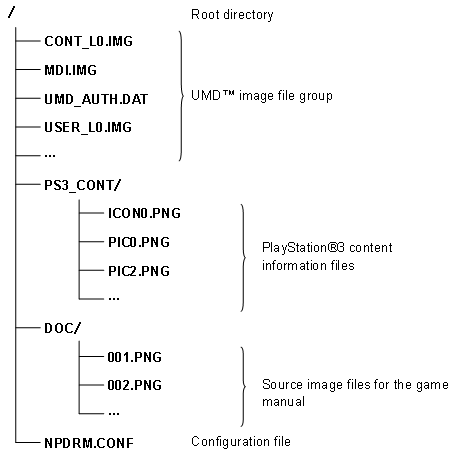 / Root directory
CONT_L0.IMG
MDI.IMG
UMD_AUTH.DAT UMD™ image file group
USER_L0.IMG
...
PS3_CONT/
ICON0.PNG
PIC0.PNG PlayStation®3 content
PIC2.PNG information files
...
DOC/
001.PNG
002.PNG Source image files for the game
... manual
NPDRM.CONF Configuration file